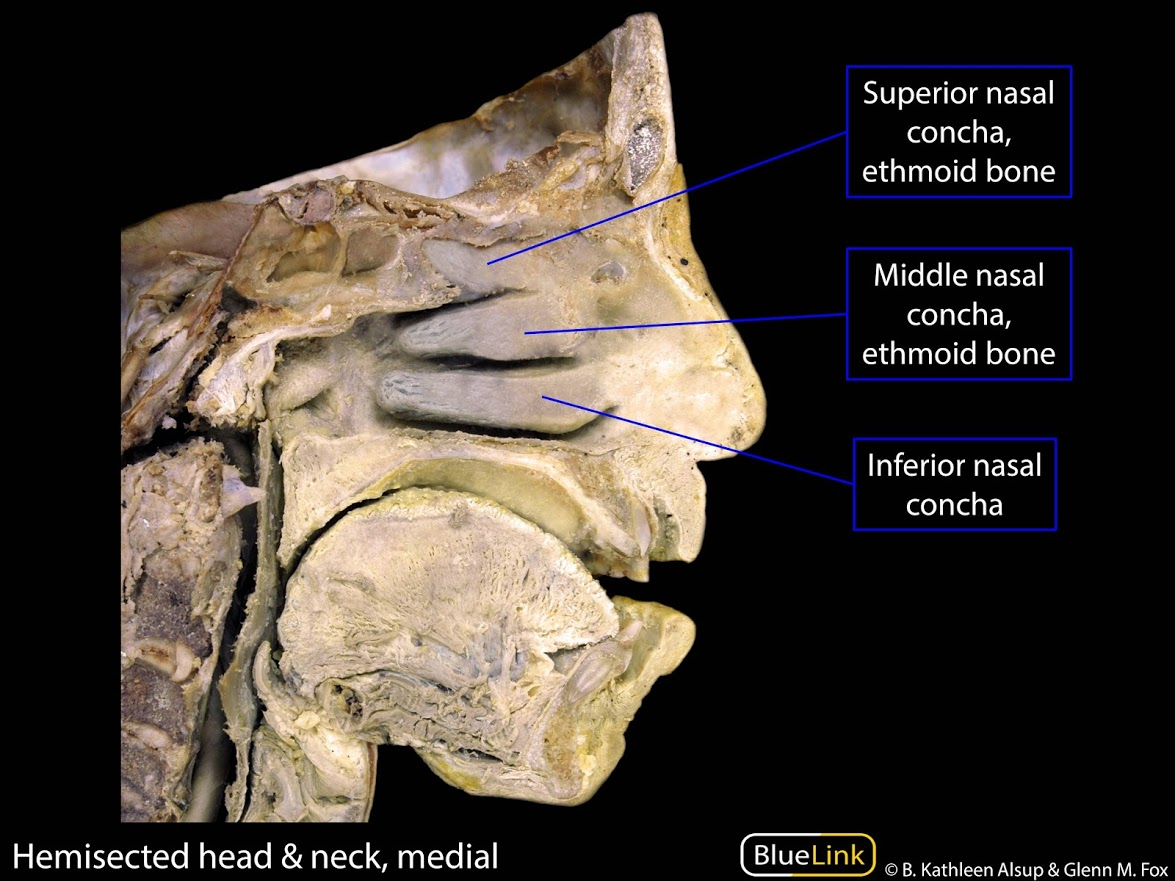 Superior nasal
concha,
ethmoid bone
Middle nasal
concha,
ethmoid bone
Inferior nasal
concha
Hemisected head & neck, medial
BlueLink
© B. Kathleen Alsup & Glenn M. Fox